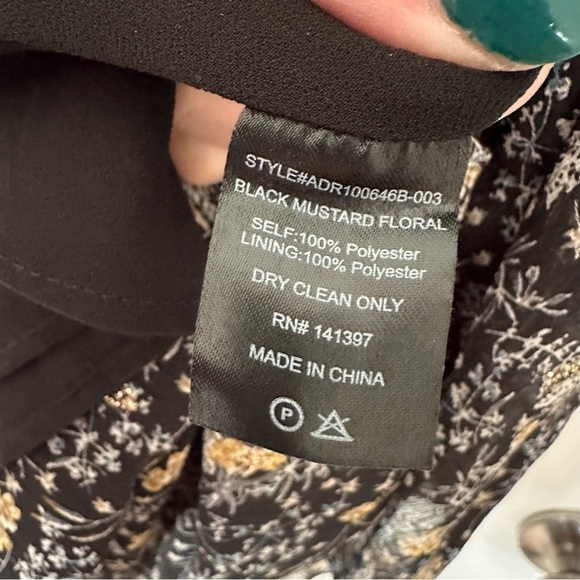 STYLE#ADR100646B-003
BLACK MUSTARD FLORAL
SELF:100% Polyester
LINING:100% Polyester
DRY CLEAN ONLY
RN# 141397
MADE IN CHINA
P